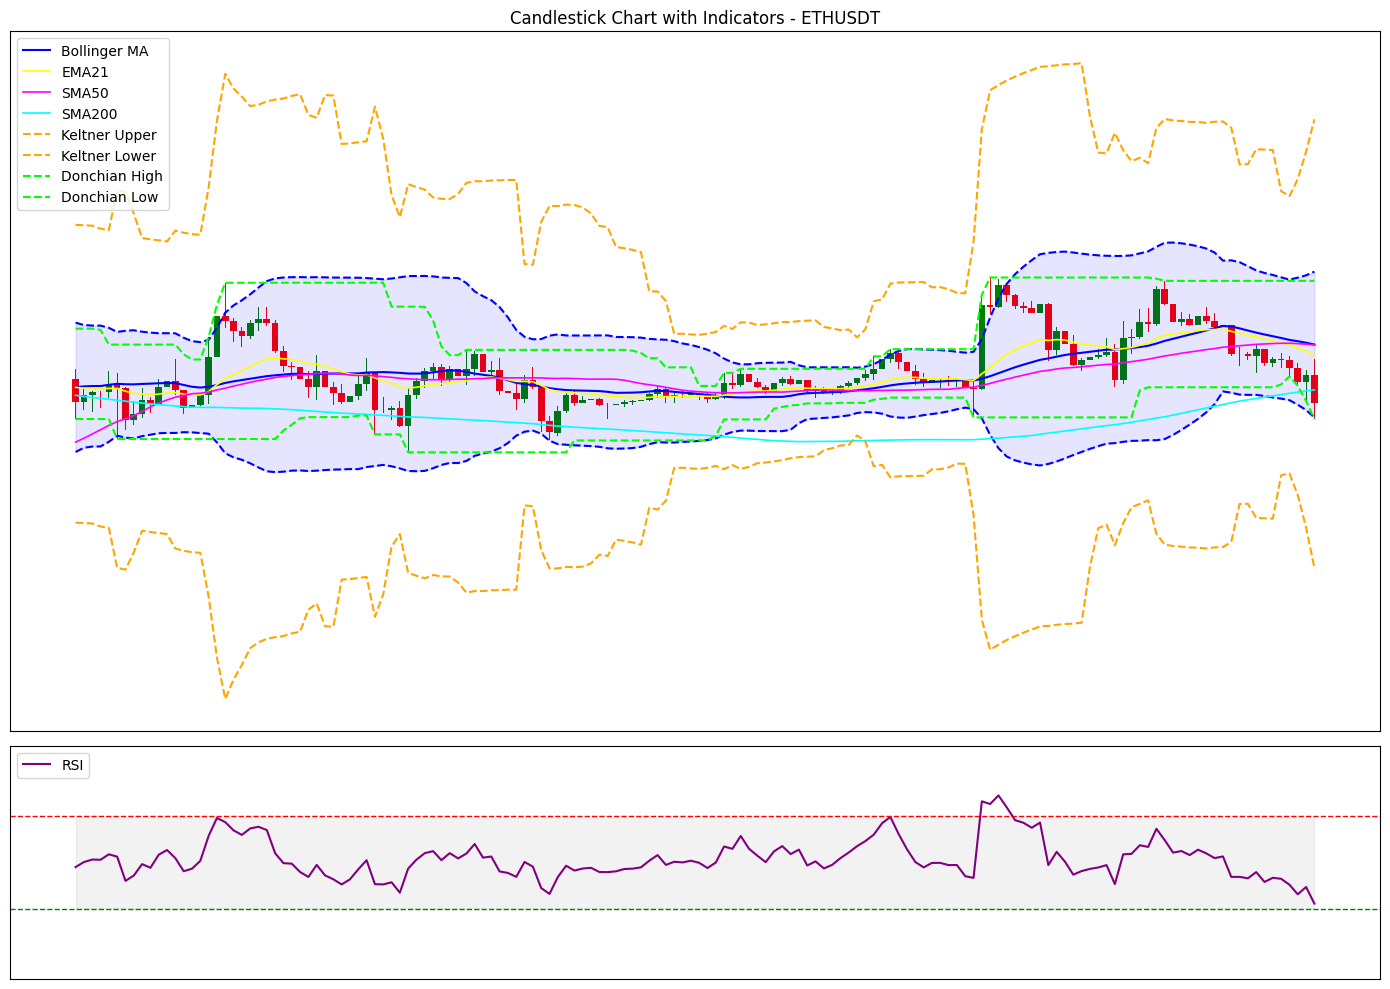 Candlestick Chart with Indicators - ETHUSDT
Bollinger MA
EMA21
SMA50
SMA200
Keltner Upper
Keltner Lower
Donchian High
Donchian Low
RSI